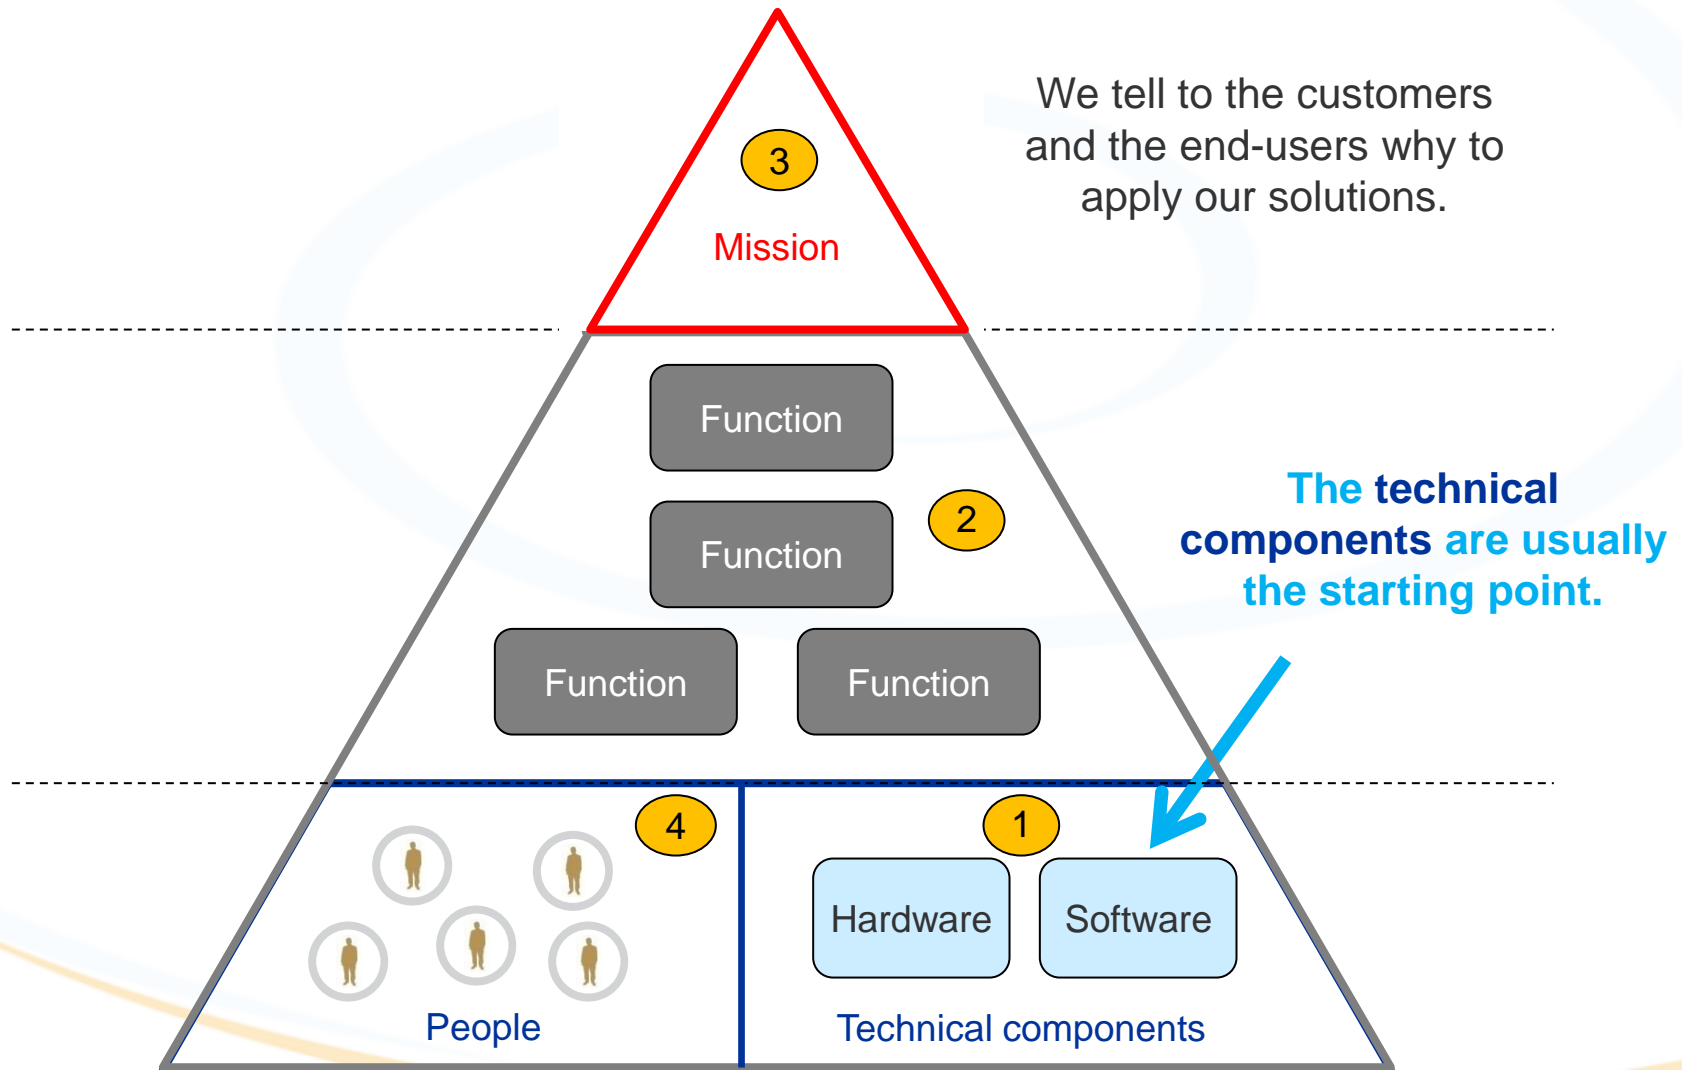 We tell to the customers
and the end-users why to
apply our solutions.
3
Mission
Function
The technical
components are usually
the starting point.
2
Function
Function
Function
4
1
Hardware
Software
People
Technical components